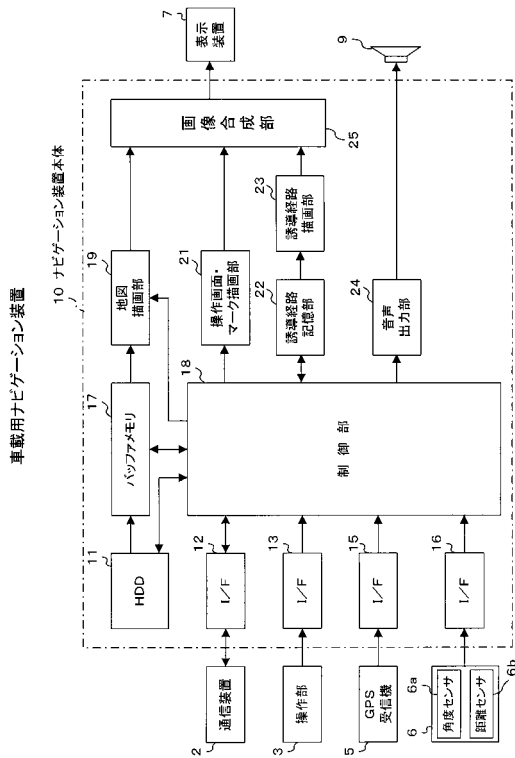 車載用ナビゲーション装置
10 ナビゲーション装置本体
11
HDD
17
バッファメモリ
19
地図
描画部
7
表示
装置
画像合成部
25
21
操作画面・
マーク描画部
22
誘導経路
記憶部
23
誘導経路
描画部
24
音声
出力部
9
18
制御部
12
I/F
13
I/F
15
I/F
16
I/F
通信装置
2
操作部
3
GPS
受信機
5
6
6a
角度センサ
距離センサ
6b